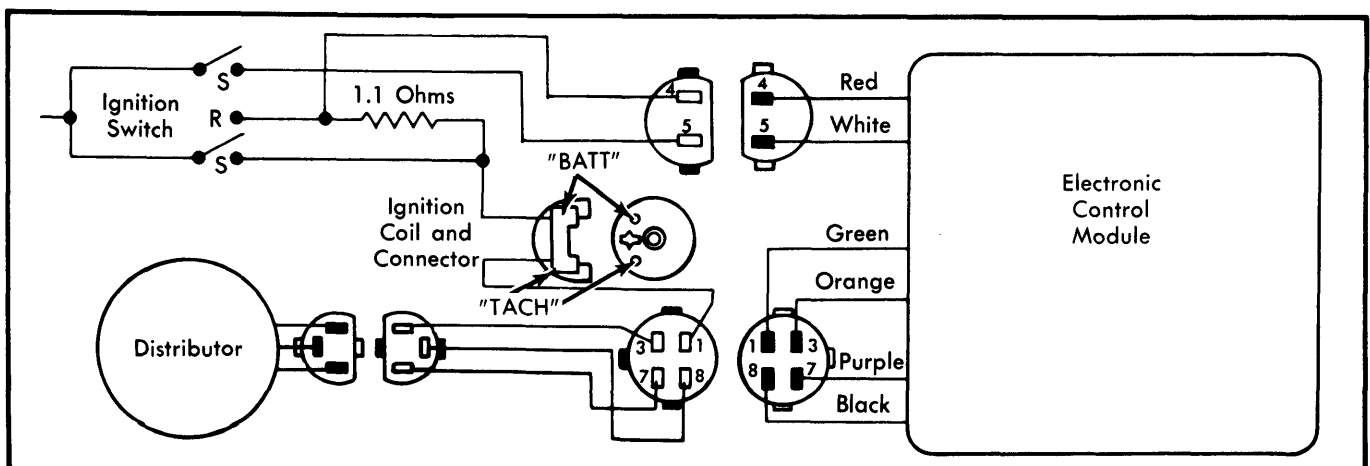 S
Ignition
Switch
R
1.1 Ohms
S
4
5
4
5
Red
White
Electronic
Control
Module
"BATT"
Ignition
Coil and
Connector
"TACH"
Green
Orange
Purple
Black
Distributor
3
1
7
8
1
3
8
7